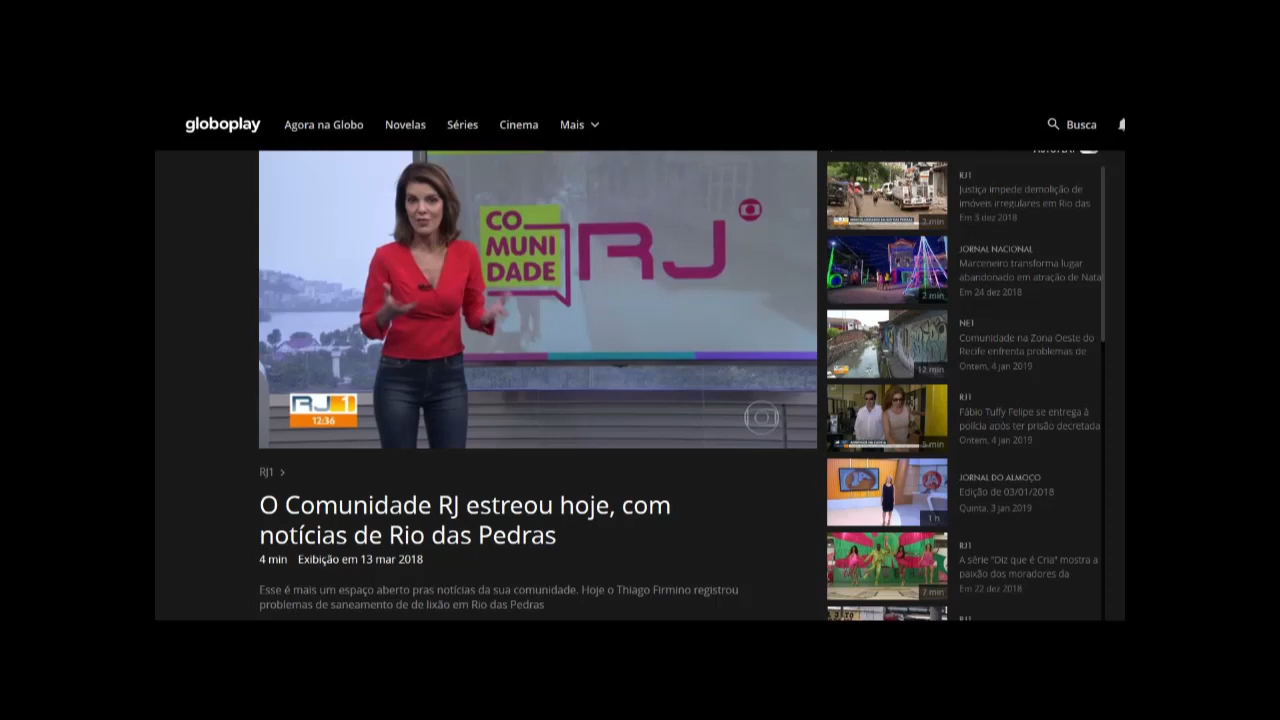 globoplay
Agora na Globo
Novelas
Séries
Cinema
Mais
Busca
CO
MUNI
DADE
RJ
RJ1
12:36
RJ1
O Comunidade RJ estreou hoje, com
notícias de Rio das Pedras
4 min Exibição em 13 mar 2018
Esse é mais um espaço aberto pras notícias da sua comunidade. Hoje o Thiago Firmino registrou
problemas de saneamento de de lixão em Rio das Pedras
RJ1
Justiça impede demolição de
imóveis irregulares em Rio das
Em 3 dez 2018
2 min
JORNAL NACIONAL
Marceneiro transforma lugar
abandonado em atração de Nata
Em 24 dez 2018
2 min
NE1
Comunidade na Zona Oeste do
Recife enfrenta problemas de
Ontem, 4 jan 2019
12 min
RJ1
Fábio Tuffy Felipe se entrega à
polícia após ter prisão decretada
Ontem, 4 jan 2019
5 min
JORNAL DO ALMOÇO
Edição de 03/01/2018
Quinta, 3 jan 2019
1 h
RJ1
A série "Diz que é Cria" mostra a
paixão dos moradores da
Em 22 dez 2018
7 min